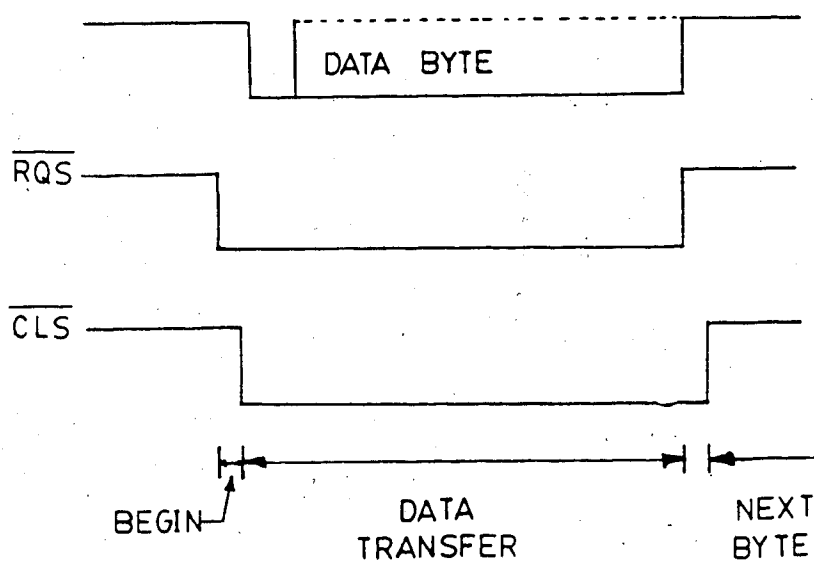 DATA BYTE
RQS
CLS
BEGIN
DATA
TRANSFER
NEXT
BYTE